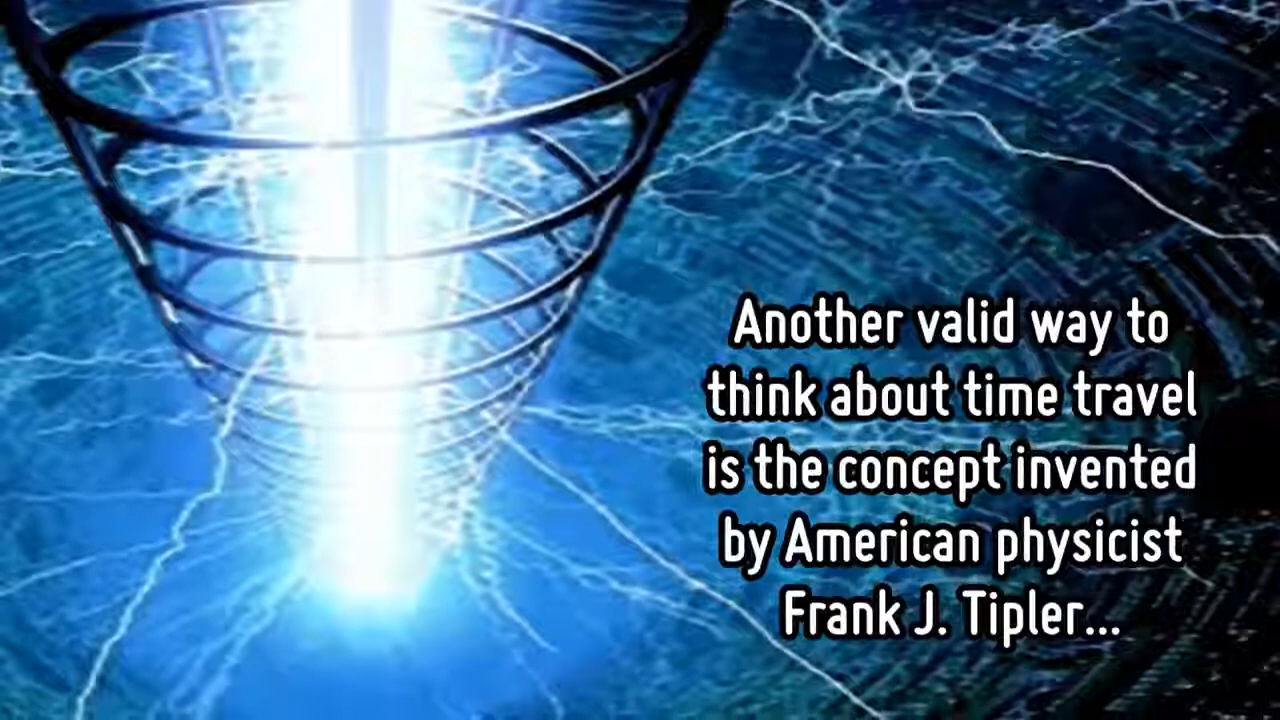 Another valid way to
think about time travel
is the concept invented
by American physicist
Frank J. Tipler...